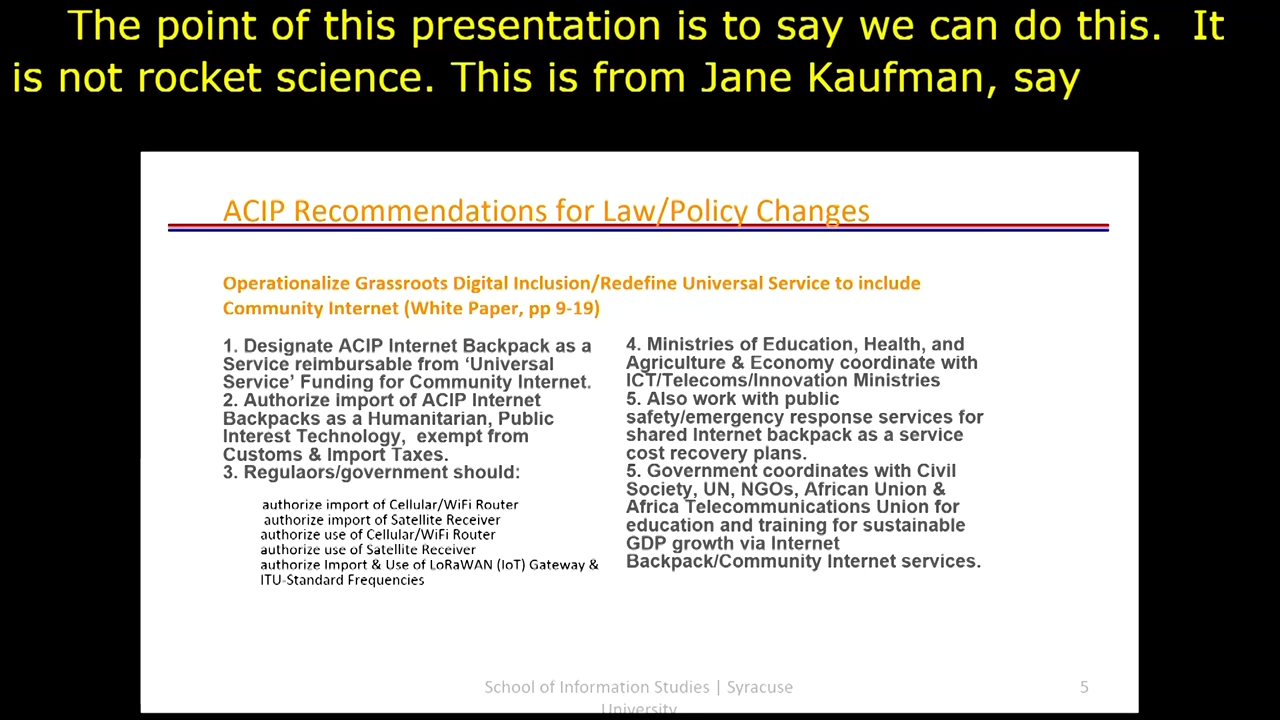 The point of this presentation is to say we can do this. It
is not rocket science. This is from Jane Kaufman, say
ACIP Recommendations for Law/Policy Changes
Operationalize Grassroots Digital Inclusion/Redefine Universal Service to include
Community Internet (White Paper, pp 9-19)
1. Designate ACIP Internet Backpack as a
Service reimbursable from ‘Universal
Service’ Funding for Community Internet.
2. Authorize import of ACIP Internet
Backpacks as a Humanitarian, Public
Interest Technology, exempt from
Customs & Import Taxes.
3. Regulaors/government should:
authorize import of Cellular/WiFi Router
authorize import of Satellite Receiver
authorize use of Cellular/WiFi Router
authorize use of Satellite Receiver
authorize Import & Use of LoRaWAN (IoT) Gateway &
ITU-Standard Frequencies
4. Ministries of Education, Health, and
Agriculture & Economy coordinate with
ICT/Telecoms/Innovation Ministries
5. Also work with public
safety/emergency response services for
shared Internet backpack as a service
cost recovery plans.
5. Government coordinates with Civil
Society, UN, NGOs, African Union &
Africa Telecommunications Union for
education and training for sustainable
GDP growth via Internet
Backpack/Community Internet services.
School of Information Studies | Syracuse
University
5